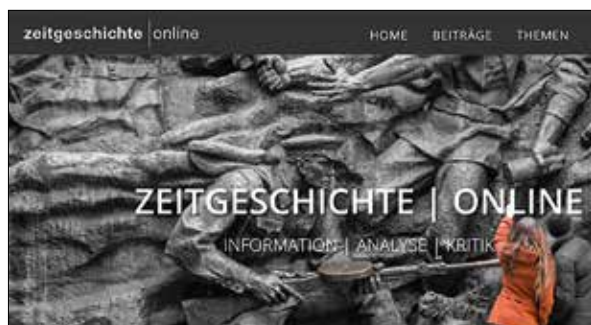 zeitgeschichte | online
HOME BEITRÄGE THEMEN
ZEITGESCHICHTE | ONLINE
INFORMATION | ANALYSE | KRITIK